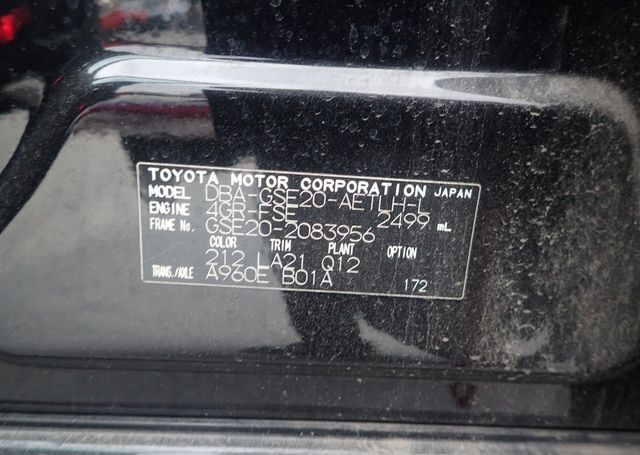 TOYOTA MOTOR CORPORATION JAPAN
MODEL DBA-GSE20-AETLH-L
ENGINE 4GR-FSE 2499 mL
FRAME No. GSE20-2083956
COLOR TRIM PLANT OPTION
212 LA21 Q12
TRANS./AXLE A960E B01A 172